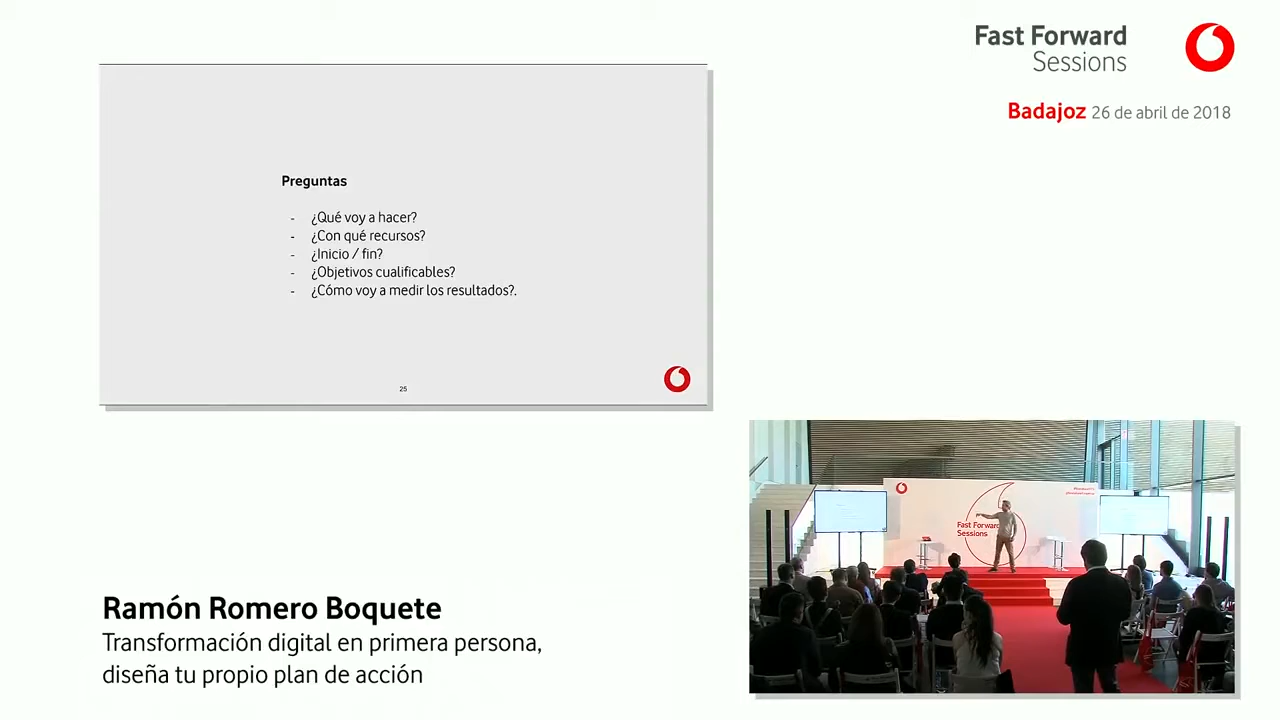 Fast Forward
Sessions
Badajoz 26 de abril de 2018
Preguntas
- ¿Qué voy a hacer?
- ¿Con qué recursos?
- ¿Inicio / fin?
- ¿Objetivos cualificables?
- ¿Cómo voy a medir los resultados?.
25
Fast Forward
Sessions
Ramón Romero Boquete
Transformación digital en primera persona,
diseña tu propio plan de acción